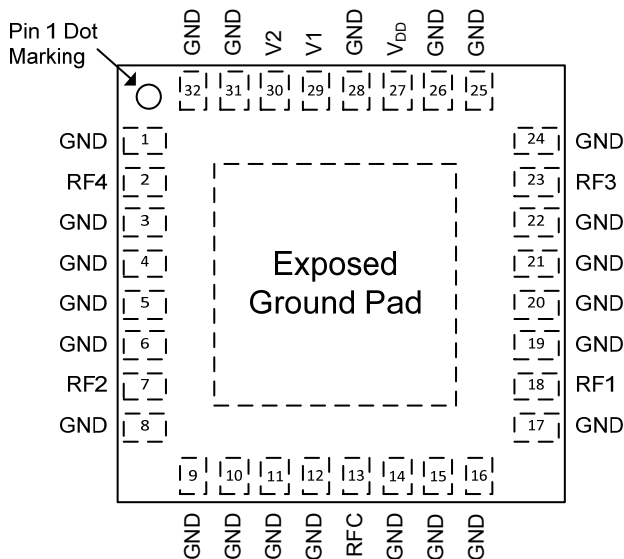 Pin 1 Dot
Marking
GND GND V2 V1 GND VDD GND GND
32 31 30 29 28 27 26 25
GND 1 24 GND
RF4 2 23 RF3
GND 3 22 GND
GND 4 21 GND
GND 5 20 GND
GND 6 19 GND
RF2 7 18 RF1
GND 8 17 GND
Exposed
Ground Pad
9 10 11 12 13 14 15 16
GND GND GND GND RFC GND GND GND